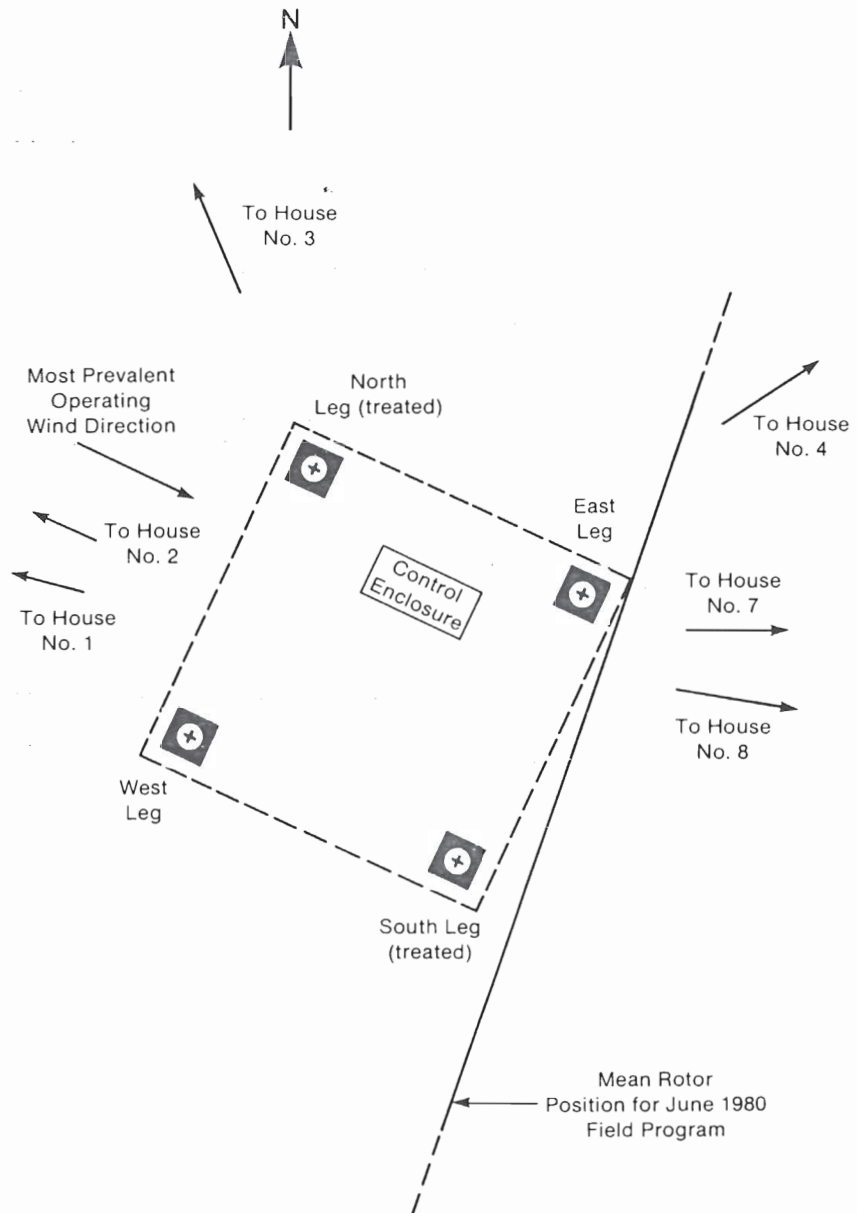 N
To House
No. 3
Most Prevalent
Operating
Wind Direction
North
Leg (treated)
To House
No. 4
To House
No. 2
East
Leg
Control
Enclosure
To House
No. 7
To House
No. 1
To House
No. 8
West
Leg
South Leg
(treated)
Mean Rotor
Position for June 1980
Field Program